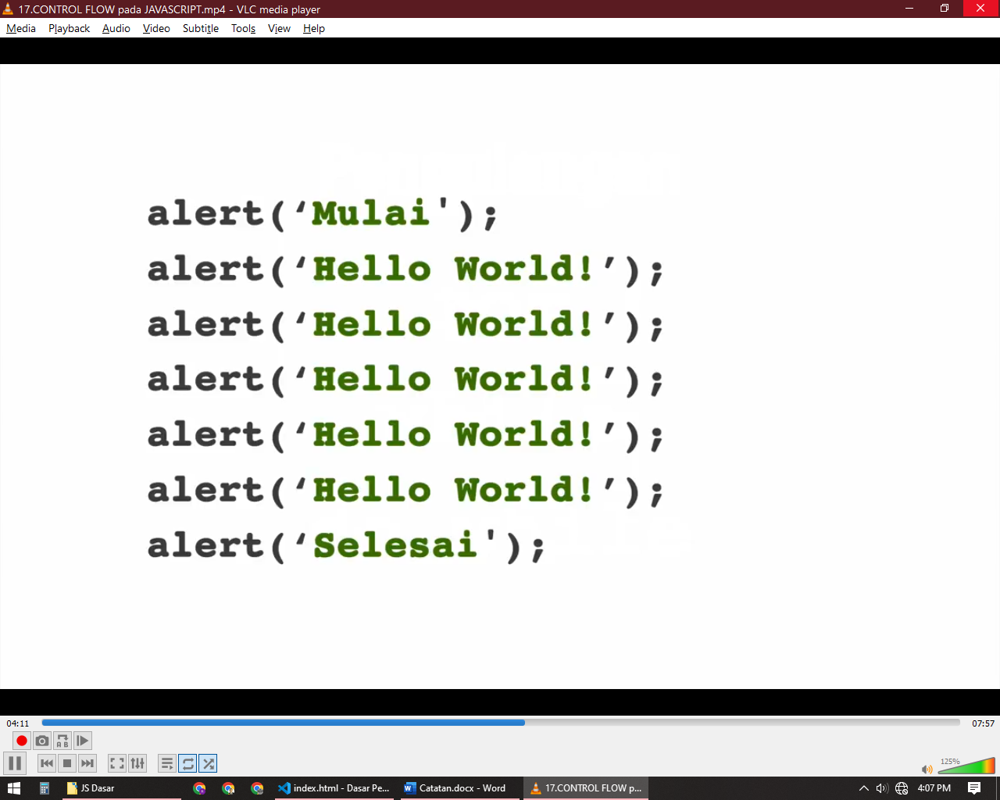 17.CONTROL FLOW pada JAVASCRIPT.mp4 - VLC media player
Media Playback Audio Video Subtitle Tools View Help
alert(‘Mulai');
alert(‘Hello World!’);
alert(‘Hello World!’);
alert(‘Hello World!’);
alert(‘Hello World!’);
alert(‘Hello World!’);
alert(‘Selesai');
04:11 07:57
A B
125%
JS Dasar index.html - Dasar Pe... Catatan.docx - Word 17.CONTROL FLOW p... 4:07 PM